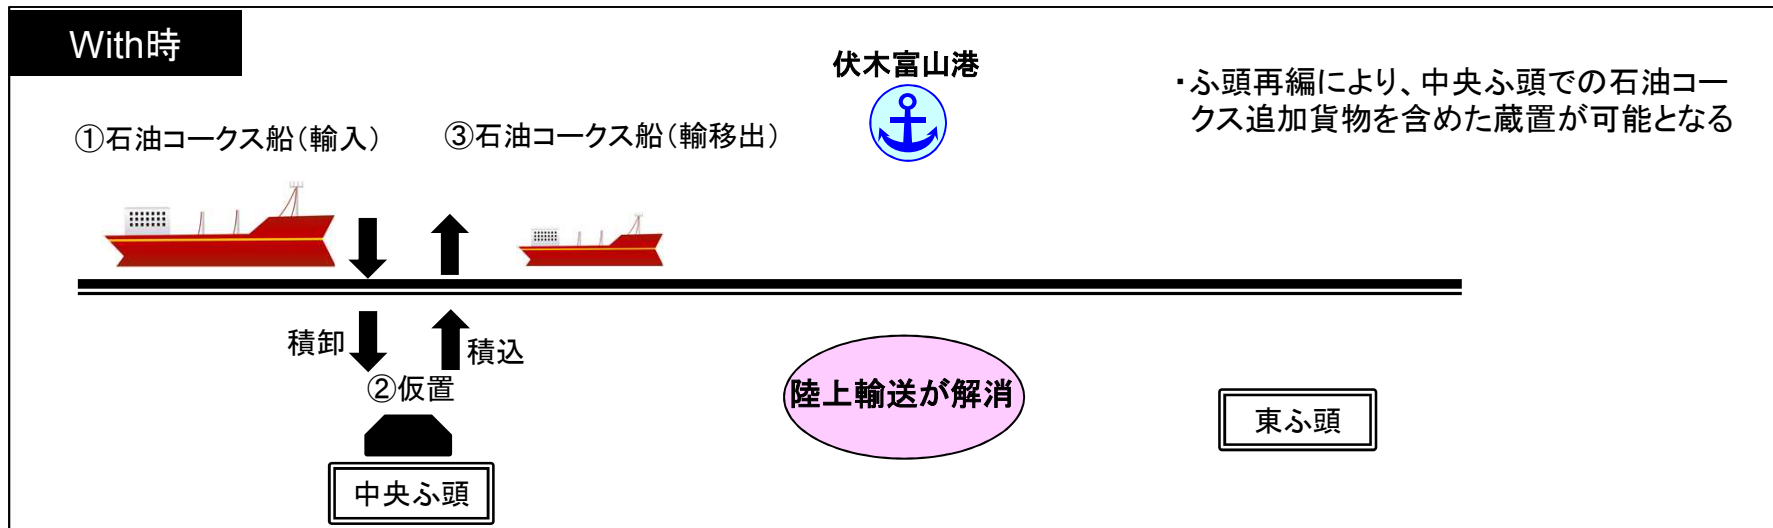 With時
伏木富山港
・ふ頭再編により、中央ふ頭での石油コー
クス追加貨物を含めた蔵置が可能となる
①石油コークス船（輸入）
③石油コークス船（輸移出）
積卸
積込
②仮置
陸上輸送が解消
東ふ頭
中央ふ頭